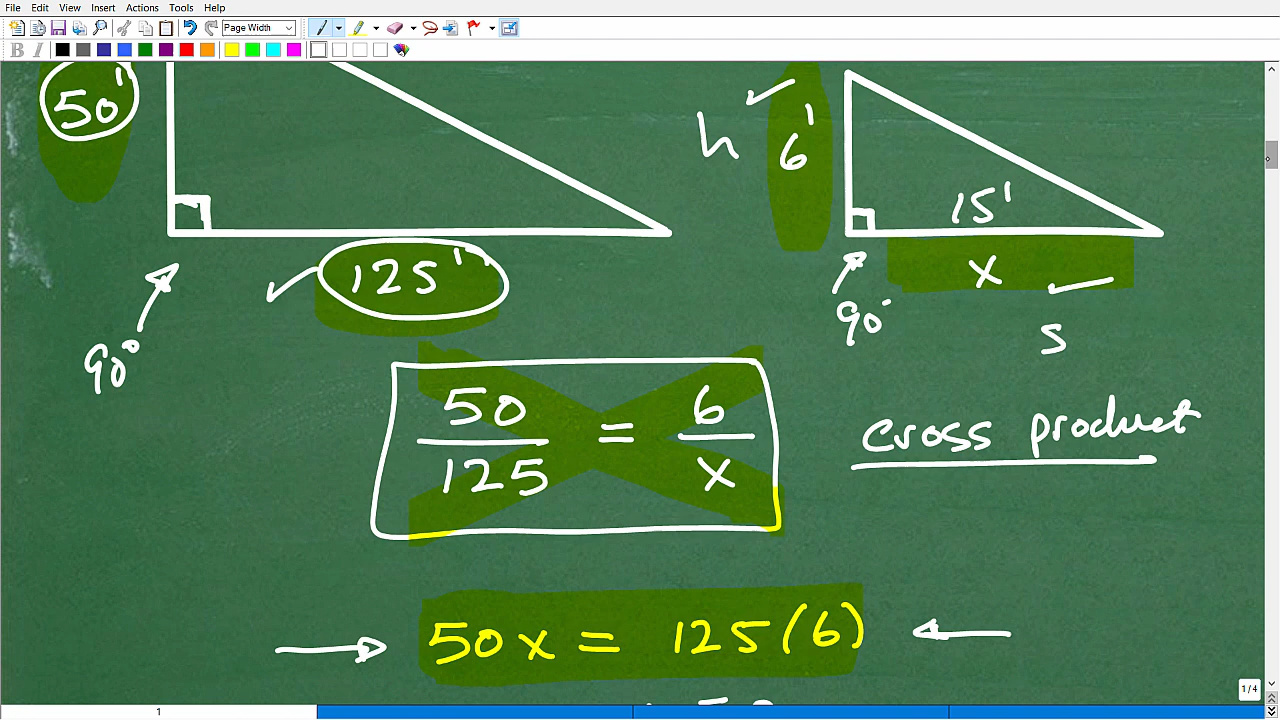 File Edit View Insert Actions Tools Help
Page Width
B I
50'
h 6'
15'
125'
x
90°
90°
s
50/125 = 6/x
cross product
50x = 125(6)
1/4
1